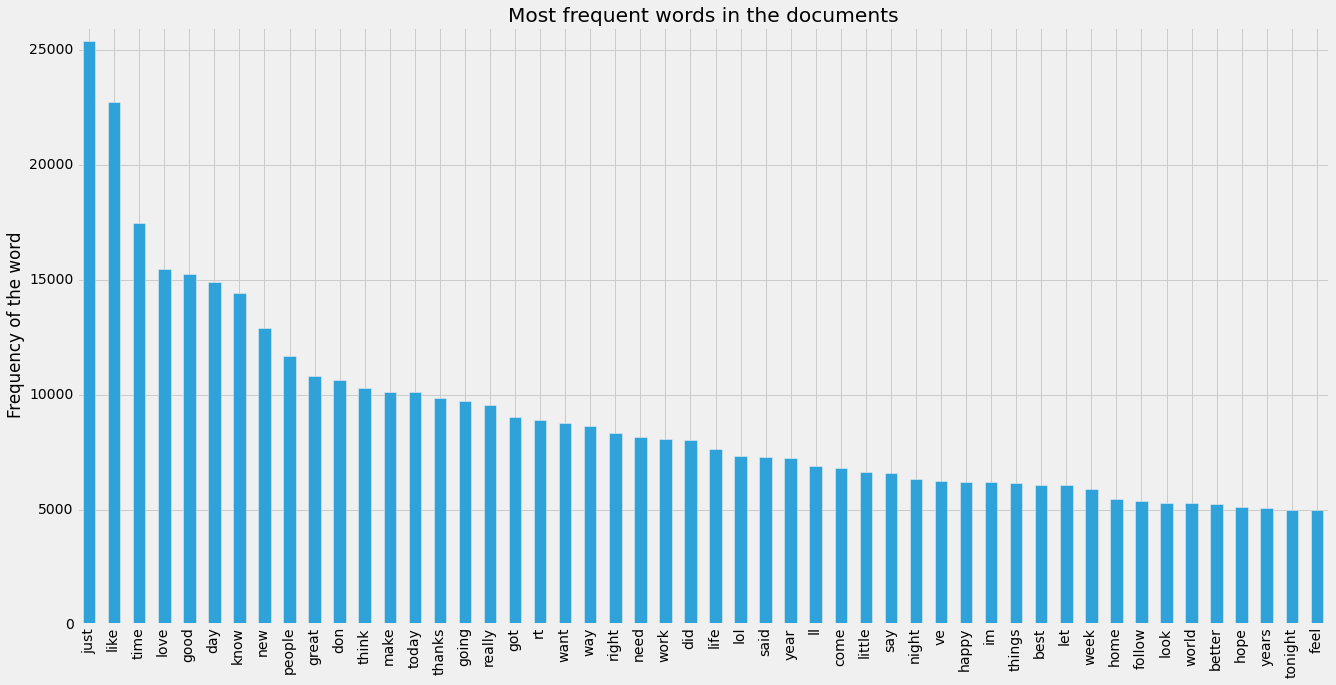 Most frequent words in the documents
Frequency of the word
25000
20000
15000
10000
5000
0
just
like
time
love
good
day
know
new
people
great
don
think
make
today
thanks
going
really
got
rt
want
way
right
need
work
did
life
lol
said
year
ll
come
little
say
night
ve
happy
im
things
best
let
week
home
follow
look
world
better
hope
years
tonight
feel